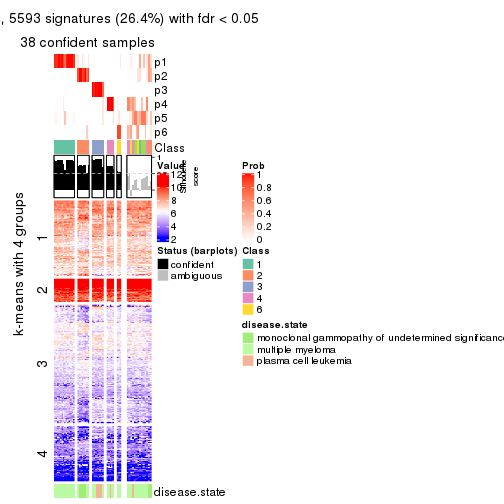 , 5593 signatures (26.4%) with fdr < 0.05
38 confident samples
p1
p2
p3
p4
p5
p6
Class
1
Silhouette
score
k-means with 4 groups
1
2
3
4
disease.state
Value
12
10
8
6
4
2
Prob
1
0.8
0.6
0.4
0.2
0
Status (barplots)
confident
ambiguous
Class
1
2
3
4
6
disease.state
monoclonal gammopathy of undetermined significance
multiple myeloma
plasma cell leukemia